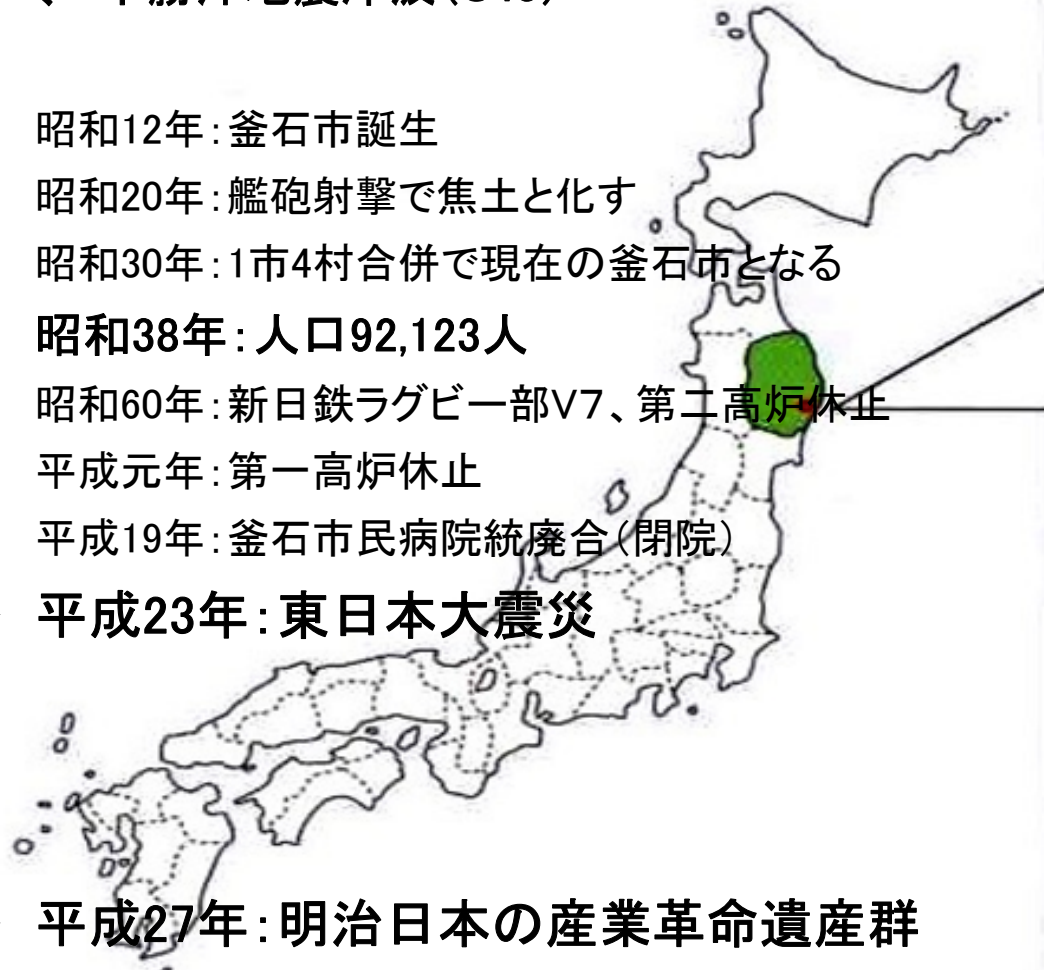 昭和12年：釜石市誕生
昭和20年：艦砲射撃で焦土と化す
昭和30年：1市4村合併で現在の釜石市となる
昭和38年：人口92,123人
昭和60年：新日鉄ラグビー部V7、第二高炉休止
平成元年：第一高炉休止
平成19年：釜石市民病院統廃合（閉院）
平成23年：東日本大震災
平成27年：明治日本の産業革命遺産群